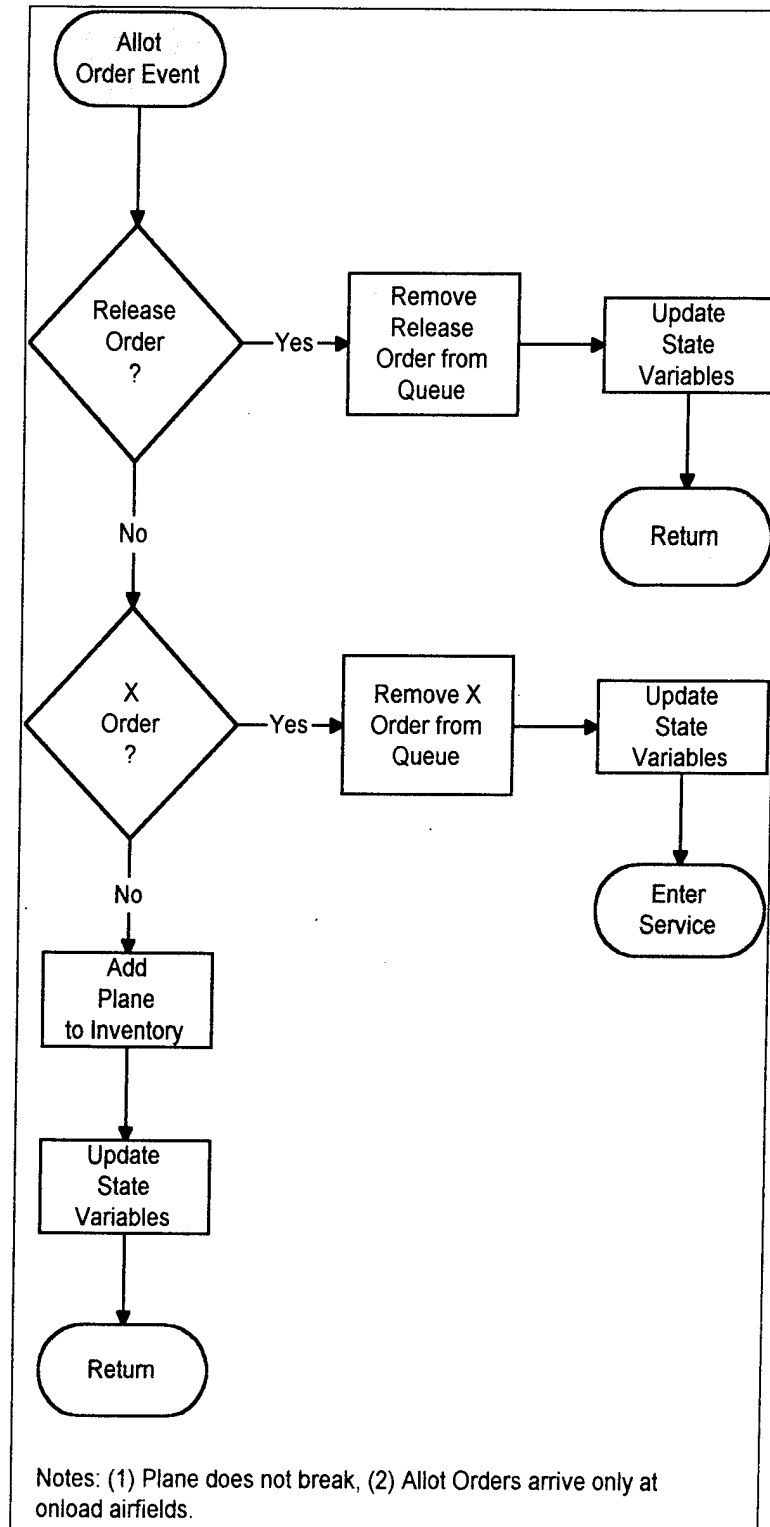 Allot
Order Event
Release
Order
?
Yes
Remove
Release
Order from
Queue
Update
State
Variables
Return
No
X
Order
?
Yes
Remove X
Order from
Queue
Update
State
Variables
Enter
Service
No
Add
Plane
to Inventory
Update
State
Variables
Return
Notes: (1) Plane does not break, (2) Allot Orders arrive only at
onload airfields.